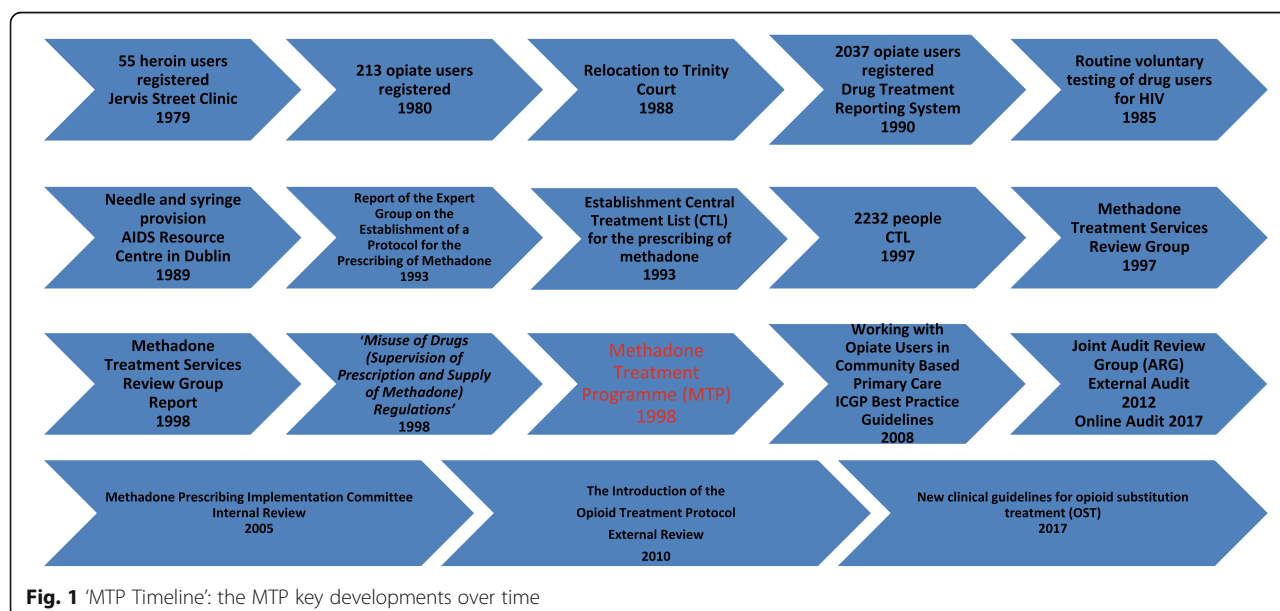 55 heroin users
registered
Jervis Street Clinic
1979
213 opiate users
registered
1980
Relocation to Trinity
Court
1988
2037 opiate users
registered
Drug Treatment
Reporting System
1990
Routine voluntary
testing of drug users
for HIV
1985
Needle and syringe
provision
AIDS Resource
Centre in Dublin
1989
Report of the Expert
Group on the
Establishment of a
Protocol for the
Prescribing of Methadone
1993
Establishment Central
Treatment List (CTL)
for the prescribing of
methadone
1993
2232 people
CTL
1997
Methadone
Treatment Services
Review Group
1997
Methadone
Treatment Services
Review Group
Report
1998
‘Misuse of Drugs
(Supervision of
Prescription and Supply
of Methadone)
Regulations’
1998
Methadone
Treatment
Programme (MTP)
1998
Working with
Opiate Users in
Community Based
Primary Care
ICGP Best Practice
Guidelines
2008
Joint Audit Review
Group (ARG)
External Audit
2012
Online Audit 2017
Methadone Prescribing Implementation Committee
Internal Review
2005
The Introduction of the
Opioid Treatment Protocol
External Review
2010
New clinical guidelines for opioid substitution
treatment (OST)
2017
Fig. 1 ‘MTP Timeline’: the MTP key developments over time